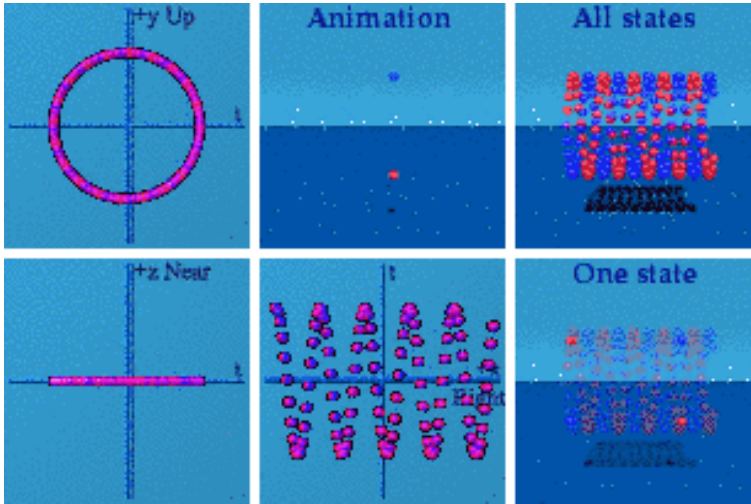 +y Up
t
Animation
All states
+z Near
t
t
Right
One state